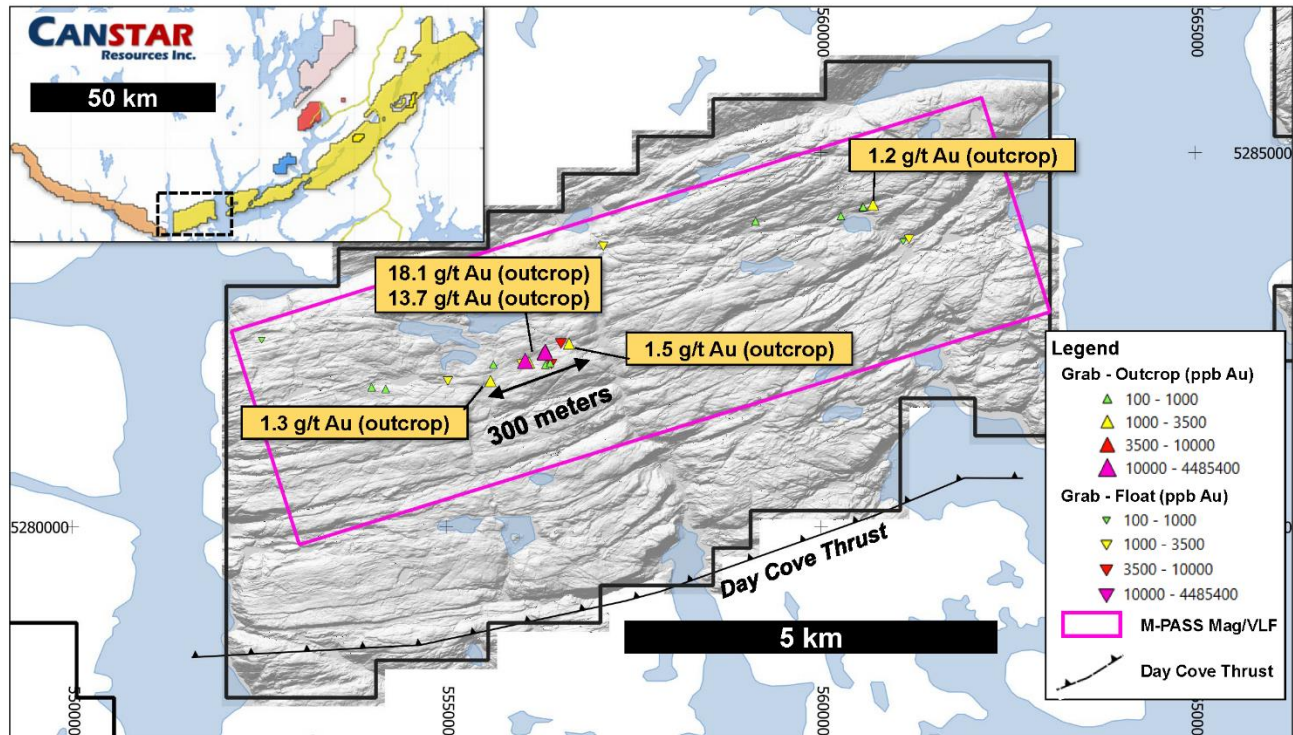 CANSTAR
Resources Inc.
50 km
560000
565000
5285000
1.2 g/t Au (outcrop)
18.1 g/t Au (outcrop)
13.7 g/t Au (outcrop)
1.5 g/t Au (outcrop)
1.3 g/t Au (outcrop)
300 meters
5280000
Day Cove Thrust
5 km
550000
555000
560000
Legend
Grab - Outcrop (ppb Au)
100 - 1000
1000 - 3500
3500 - 10000
10000 - 4485400
Grab - Float (ppb Au)
100 - 1000
1000 - 3500
3500 - 10000
10000 - 4485400
M-PASS Mag/VLF
Day Cove Thrust